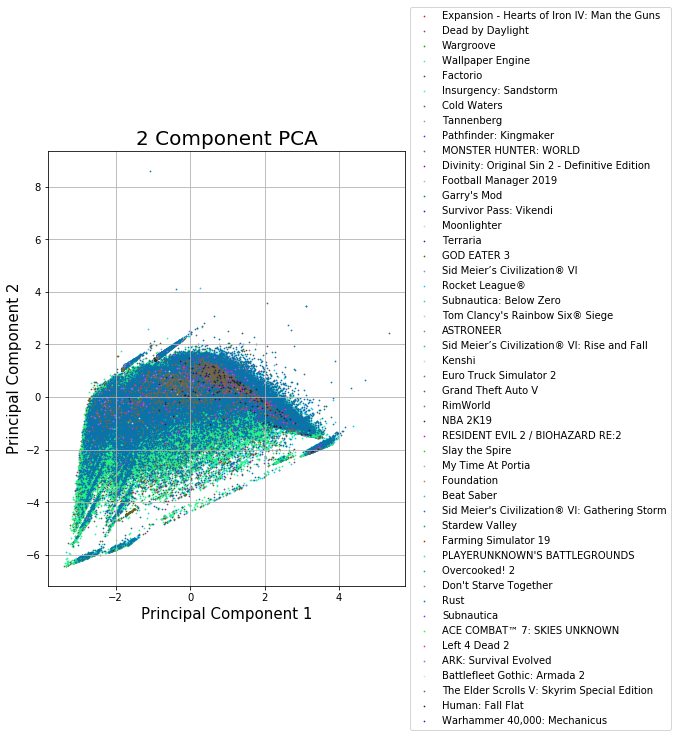 2 Component PCA
Principal Component 2
8
6
4
2
0
−2
−4
−6
−2
0
2
4
Principal Component 1
Expansion - Hearts of Iron IV: Man the Guns
Dead by Daylight
Wargroove
Wallpaper Engine
Factorio
Insurgency: Sandstorm
Cold Waters
Tannenberg
Pathfinder: Kingmaker
MONSTER HUNTER: WORLD
Divinity: Original Sin 2 - Definitive Edition
Football Manager 2019
Garry's Mod
Survivor Pass: Vikendi
Moonlighter
Terraria
GOD EATER 3
Sid Meier’s Civilization® VI
Rocket League®
Subnautica: Below Zero
Tom Clancy's Rainbow Six® Siege
ASTRONEER
Sid Meier’s Civilization® VI: Rise and Fall
Kenshi
Euro Truck Simulator 2
Grand Theft Auto V
RimWorld
NBA 2K19
RESIDENT EVIL 2 / BIOHAZARD RE:2
Slay the Spire
My Time At Portia
Foundation
Beat Saber
Sid Meier's Civilization® VI: Gathering Storm
Stardew Valley
Farming Simulator 19
PLAYERUNKNOWN'S BATTLEGROUNDS
Overcooked! 2
Don't Starve Together
Rust
Subnautica
ACE COMBAT™ 7: SKIES UNKNOWN
Left 4 Dead 2
ARK: Survival Evolved
Battlefleet Gothic: Armada 2
The Elder Scrolls V: Skyrim Special Edition
Human: Fall Flat
Warhammer 40,000: Mechanicus